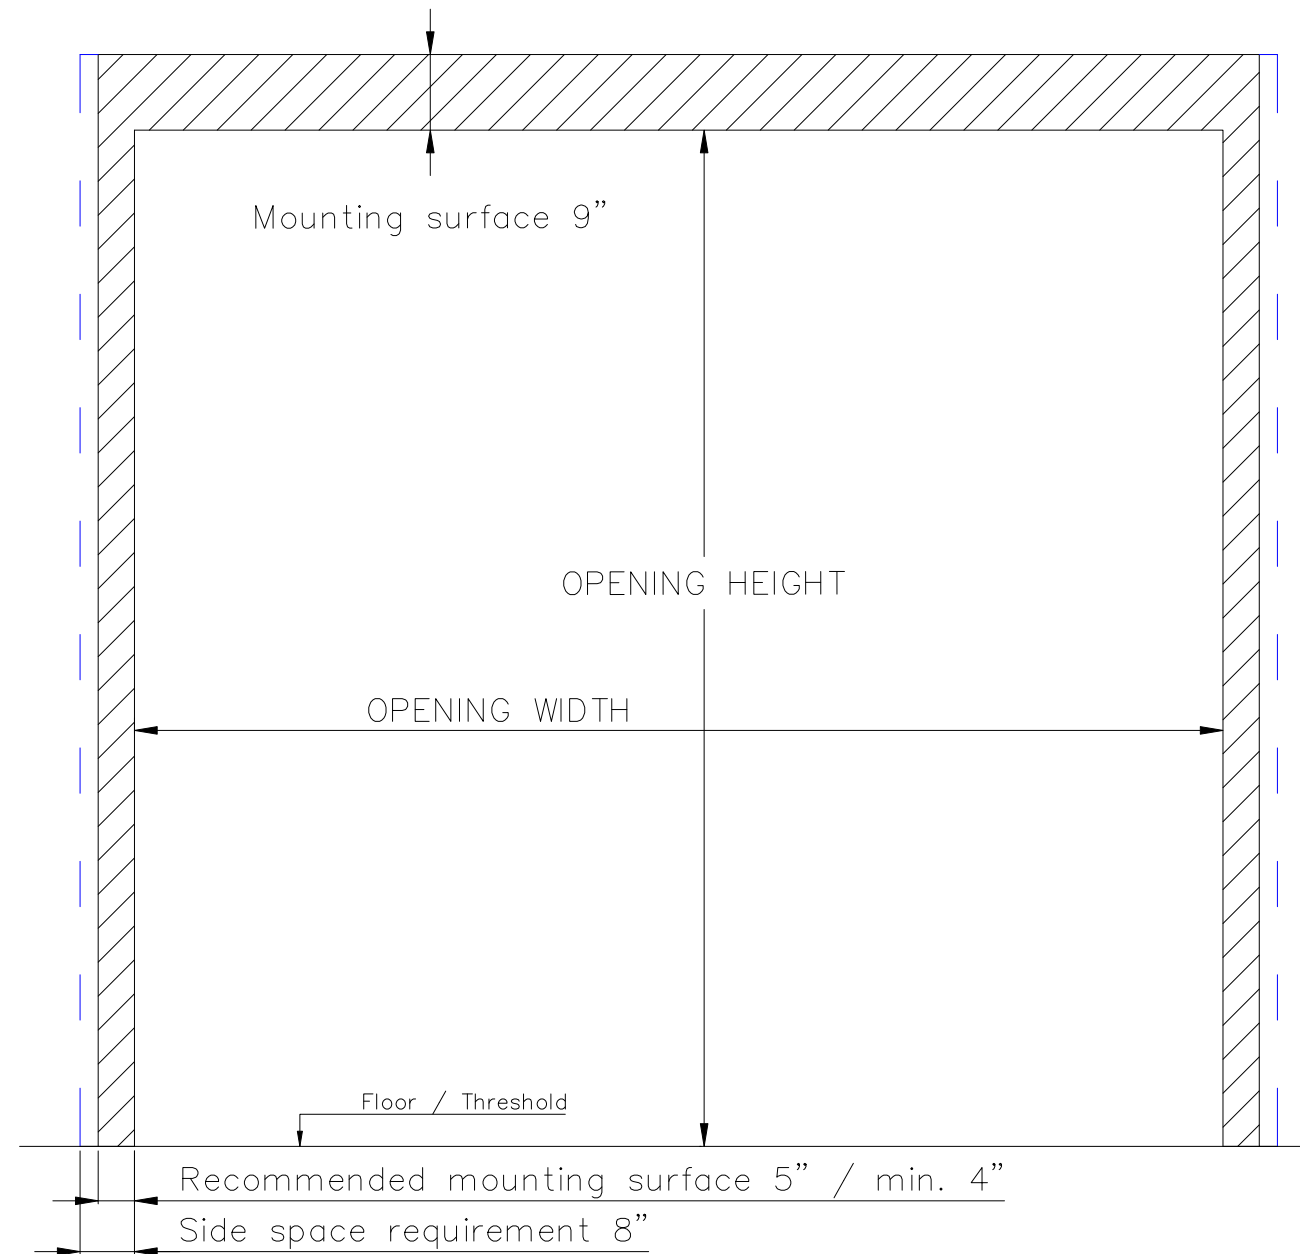 Mounting surface 9”
OPENING HEIGHT
OPENING WIDTH
Floor / Threshold
Recommended mounting surface 5” / min. 4”
Side space requirement 8”